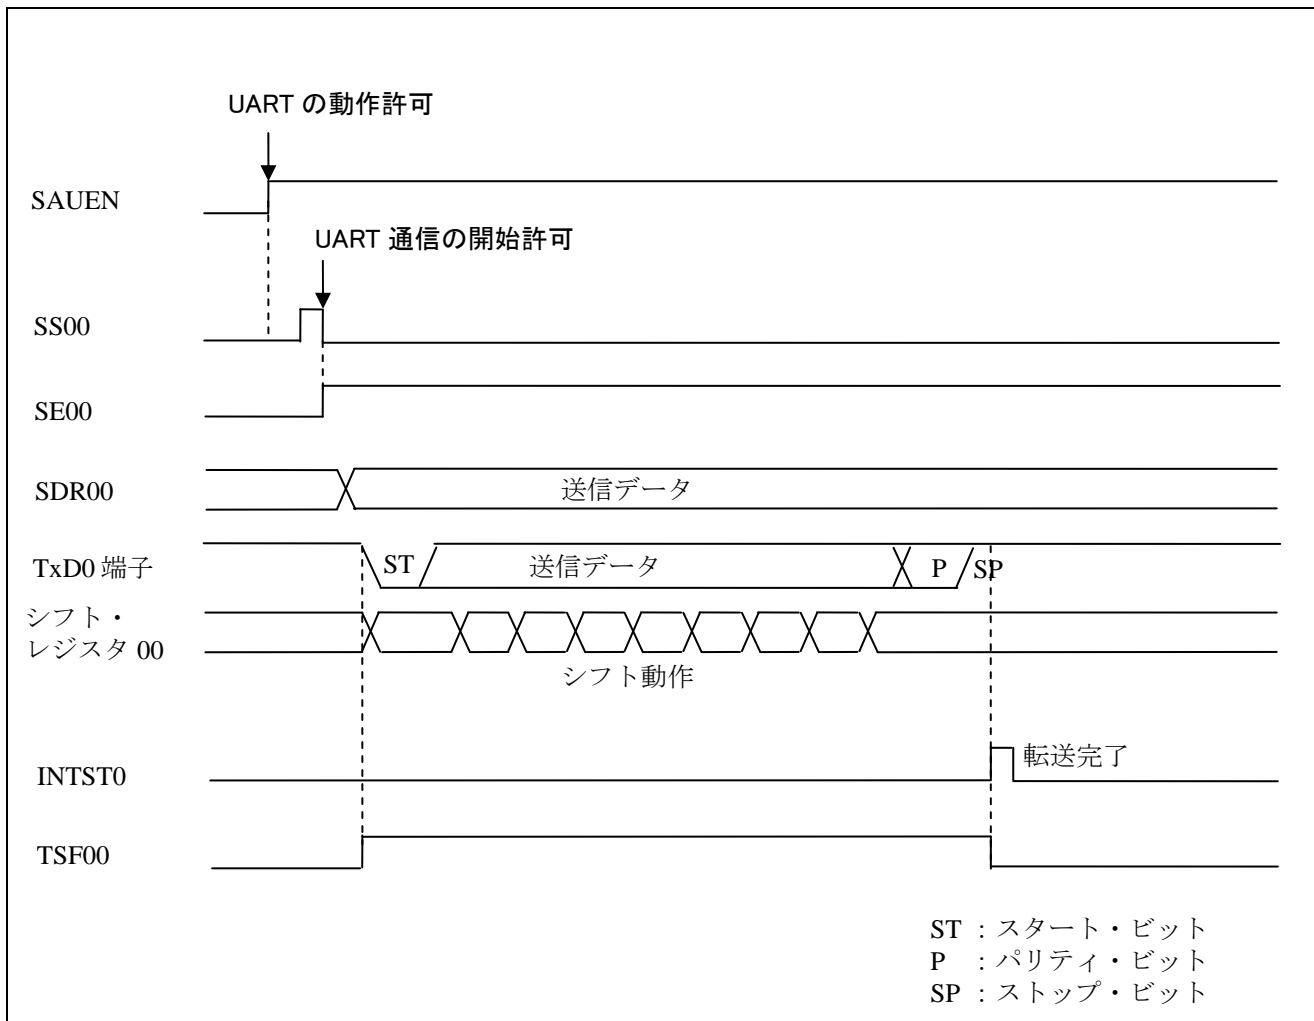 UART の動作許可
SAUEN
UART 通信の開始許可
SS00
SE00
SDR00 送信データ
TxD0 端子 ST 送信データ P SP
シフト・
レジスタ 00
シフト動作
INTST0 転送完了
TSF00
ST : スタート・ビット
P : パリティ・ビット
SP : ストップ・ビット